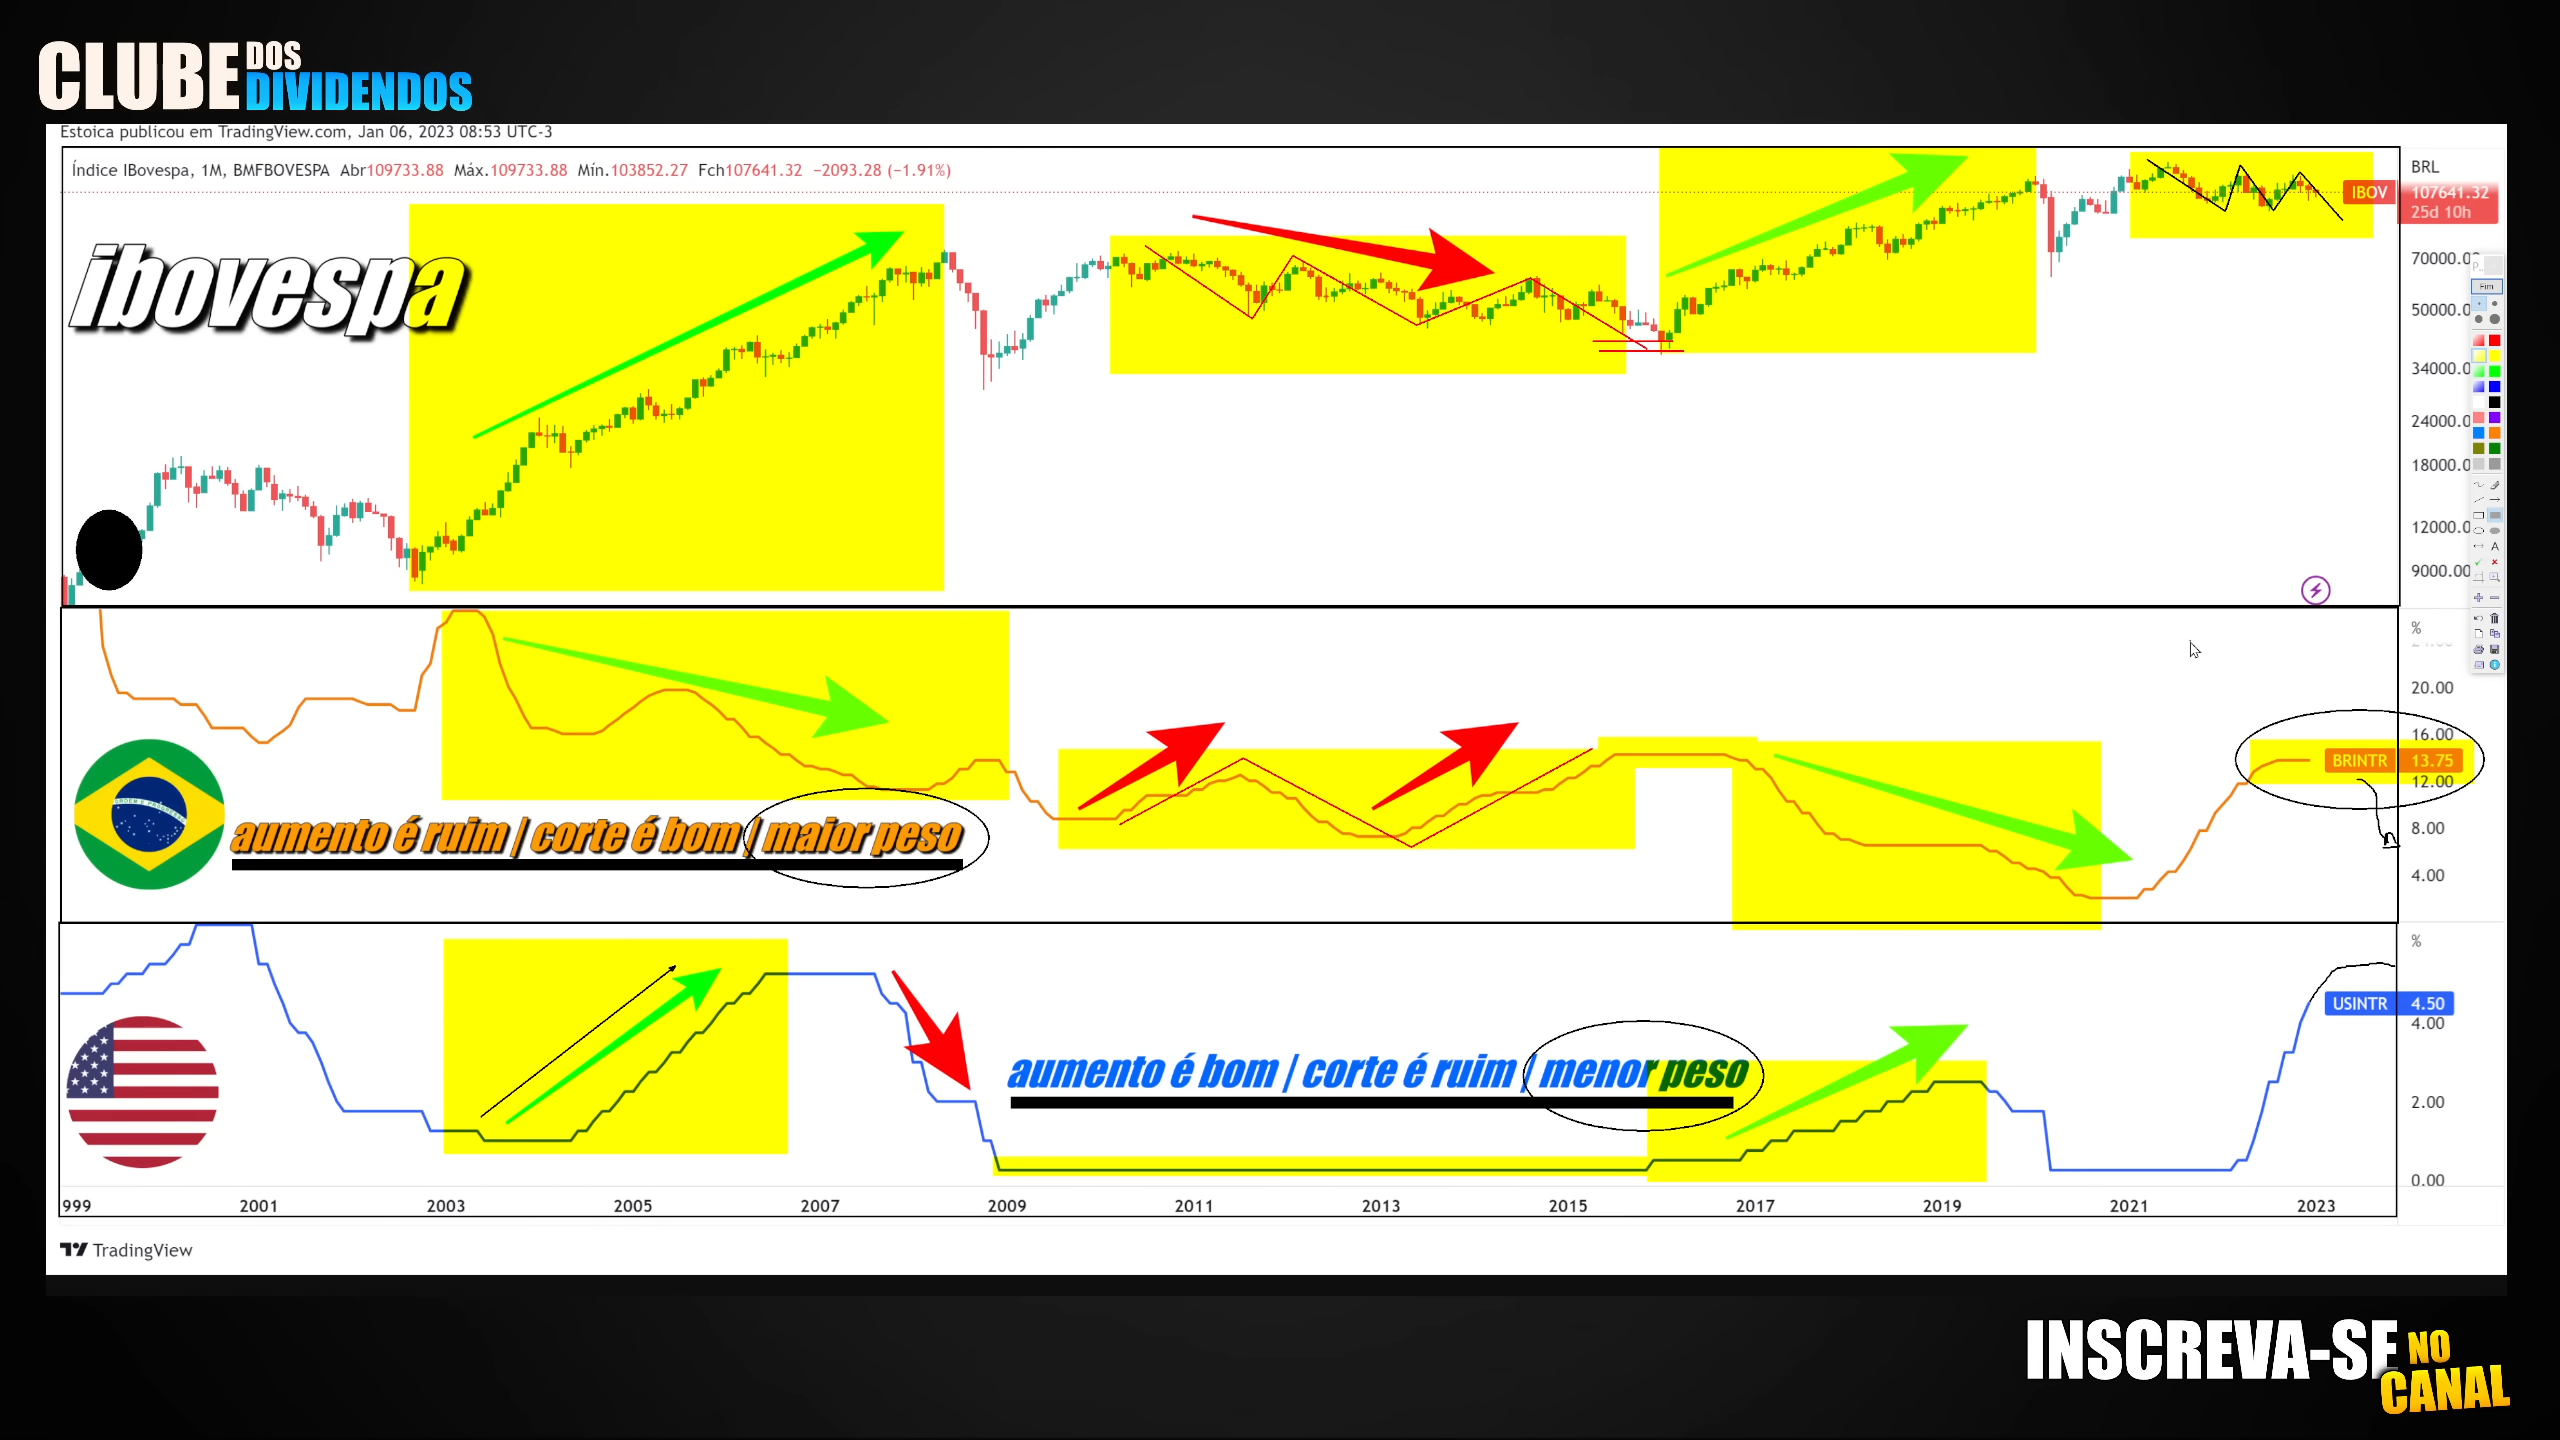 CLUBE DOS
DIVIDENDOS
Estoica publicou em TradingView.com, Jan 06, 2023 08:53 UTC-3
Índice IBovespa, 1M, BMFBOVESPA Abr109733.88 Máx.109733.88 Mín.103852.27 Fch107641.32 −2093.28 (−1.91%)
BRL
IBOV 107641.32
25d 10h
ibovespa
70000.0
Fim
50000.0
34000.0
24000.0
18000.0
12000.0
9000.00
%
20.00
16.00
BRINTR 13.75
12.00
8.00
4.00
aumento é ruim | corte é bom | maior peso
%
USINTR 4.50
4.00
aumento é bom | corte é ruim | menor peso
2.00
0.00
999 2001 2003 2005 2007 2009 2011 2013 2015 2017 2019 2021 2023
TradingView
INSCREVA-SE NO
CANAL